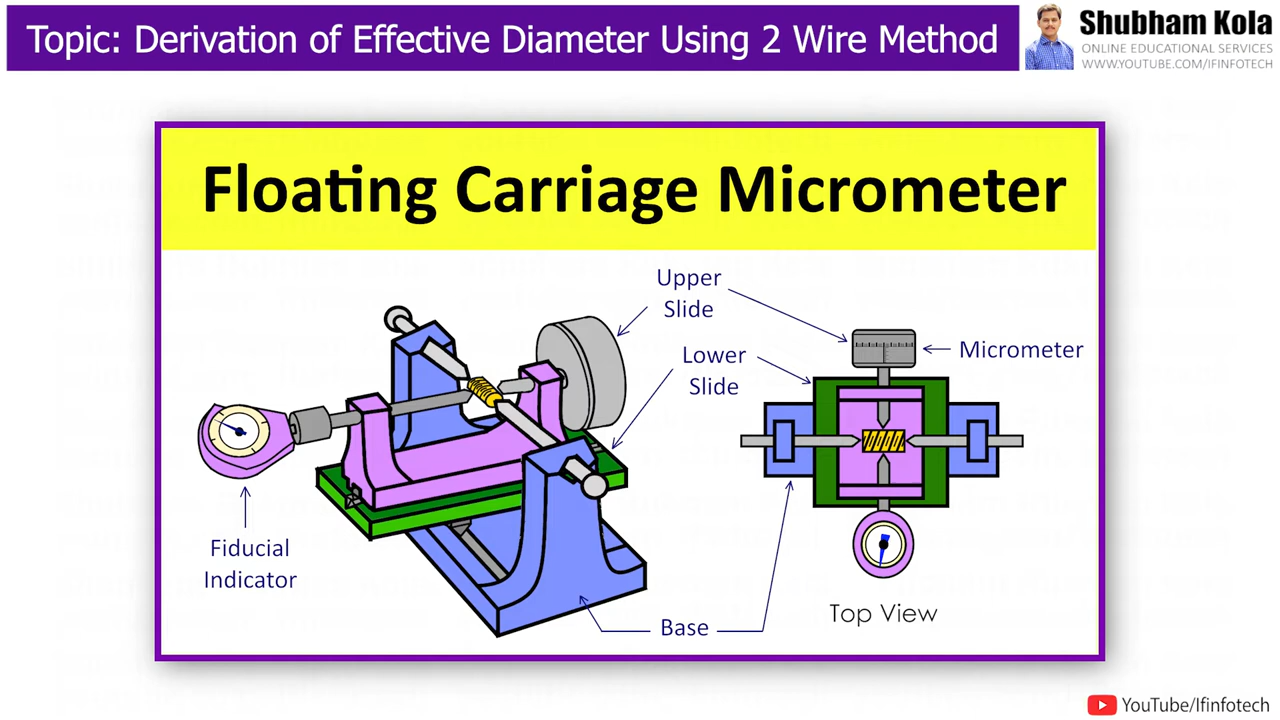 Topic: Derivation of Effective Diameter Using 2 Wire Method
Shubham Kola
ONLINE EDUCATIONAL SERVICES
WWW.YOUTUBE.COM/IFINFOTECH
Floating Carriage Micrometer
Upper
Slide
Lower
Slide
Micrometer
Fiducial
Indicator
Base
Top View
YouTube/Ifinfotech